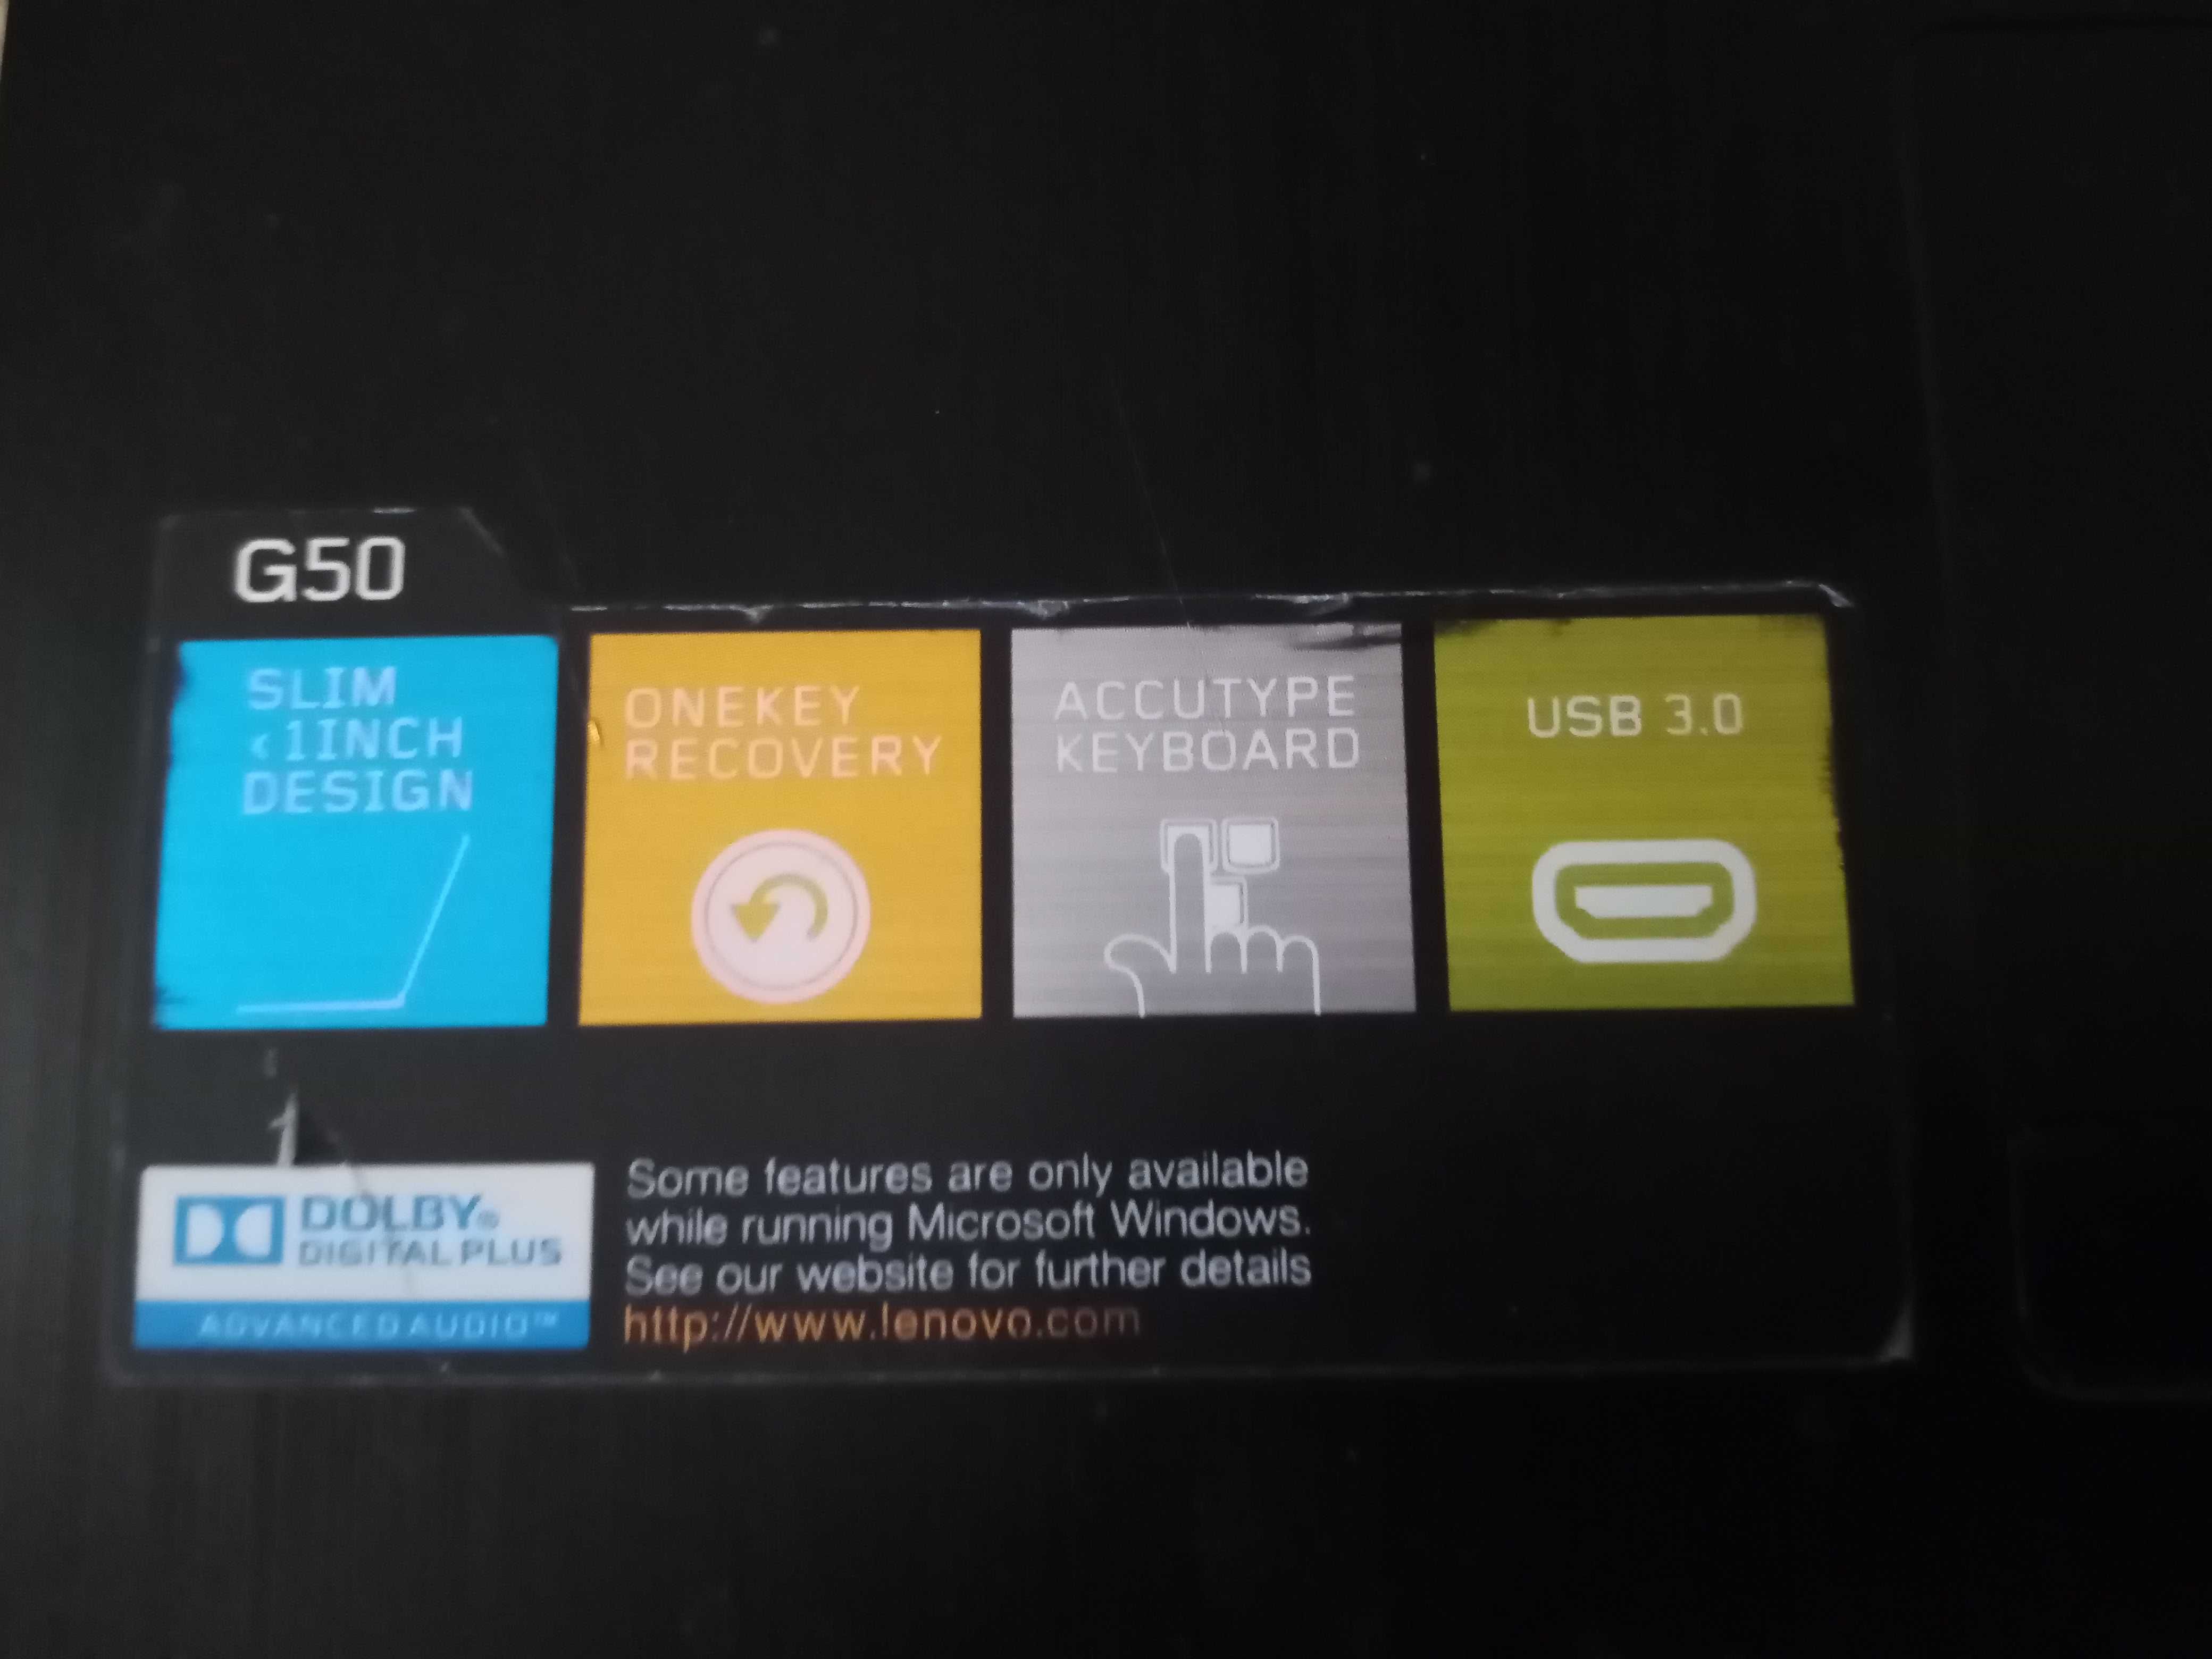 G50
SLIM
<1INCH
DESIGN
ONEKEY
RECOVERY
ACCUTYPE
KEYBOARD
USB 3.0
DOLBY®
DIGITAL PLUS
ADVANCED AUDIO™
Some features are only available
while running Microsoft Windows.
See our website for further details
http://www.lenovo.com